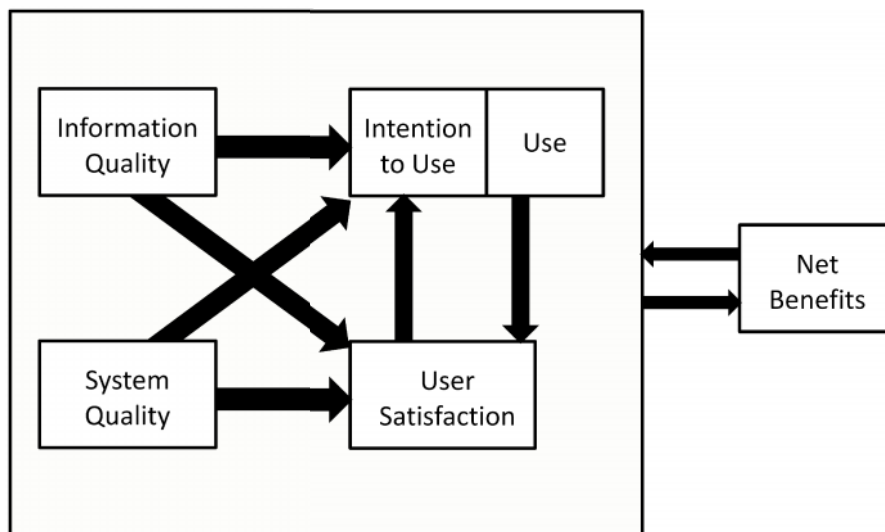 Information
Quality
Intention
to Use
Use
Net
Benefits
System
Quality
User
Satisfaction